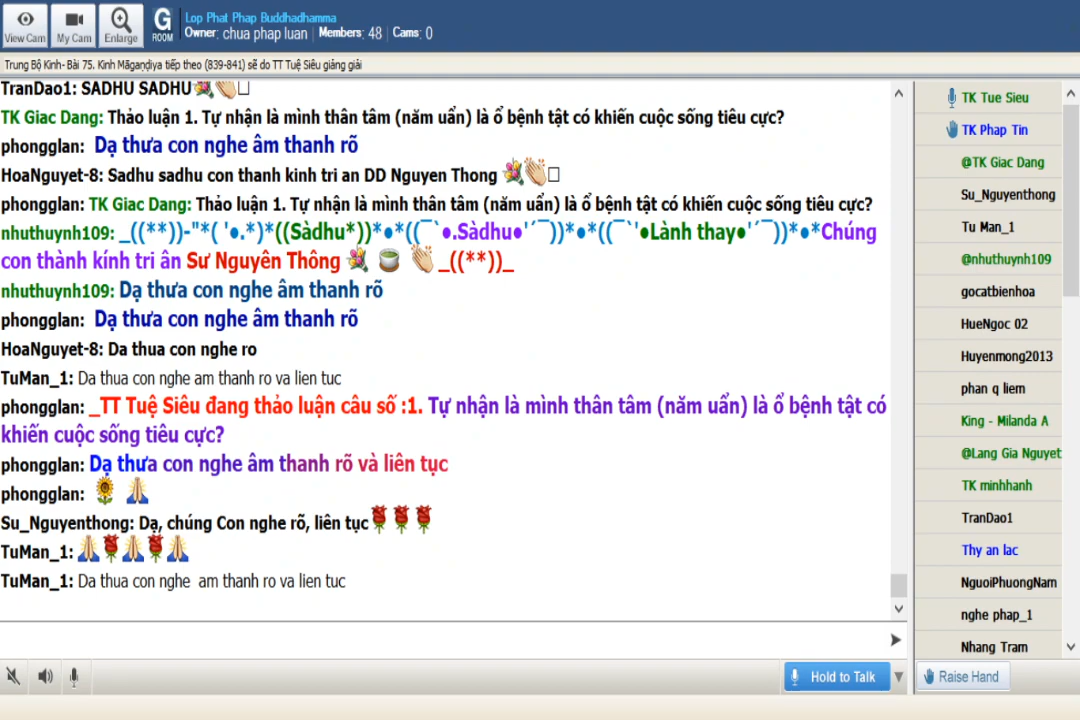 View Cam
My Cam
Enlarge
G
ROOM
Lop Phat Phap Buddhadhamma
Owner: chua phap luan | Members: 48 | Cams: 0
Trung Bộ Kinh- Bài 75. Kinh Māgaṇḍiya tiếp theo (839-841) sẽ do TT Tuệ Siêu giảng giải
TranDao1: SADHU SADHU
TK Giac Dang: Thảo luận 1. Tự nhận là mình thân tâm (năm uẩn) là ổ bệnh tật có khiến cuộc sống tiêu cực?
phongglan: Dạ thưa con nghe âm thanh rõ
HoaNguyet-8: Sadhu sadhu con thanh kinh tri an DD Nguyen Thong
phongglan: TK Giac Dang: Thảo luận 1. Tự nhận là mình thân tâm (năm uẩn) là ổ bệnh tật có khiến cuộc sống tiêu cực?
nhuthuynh109: _((**))-"*( '●.*)*((Sàdhu*))*●*((¯`●.Sàdhu●'´¯))*●*((¯`'●Lành thay●'´¯))*●*Chúng
con thành kính tri ân Sư Nguyên Thông _((**))_
nhuthuynh109: Dạ thưa con nghe âm thanh rõ
phongglan: Dạ thưa con nghe âm thanh rõ
HoaNguyet-8: Da thua con nghe ro
TuMan_1: Da thua con nghe am thanh ro va lien tuc
phongglan: _TT Tuệ Siêu đang thảo luận câu số :1. Tự nhận là mình thân tâm (năm uẩn) là ổ bệnh tật có
khiến cuộc sống tiêu cực?
phongglan: Dạ thưa con nghe âm thanh rõ và liên tục
phongglan:
Su_Nguyenthong: Dạ, chúng Con nghe rõ, liên tục
TuMan_1:
TuMan_1: Da thua con nghe am thanh ro va lien tuc
Hold to Talk
TK Tue Sieu
TK Phap Tin
@TK Giac Dang
Su_Nguyenthong
Tu Man_1
@nhuthuynh109
gocatbienhoa
HueNgoc 02
Huyenmong2013
phan q liem
King - Milanda A
@Lang Gia Nguyet
TK minhhanh
TranDao1
Thy an lac
NguoiPhuongNam
nghe phap_1
Nhang Tram
Raise Hand